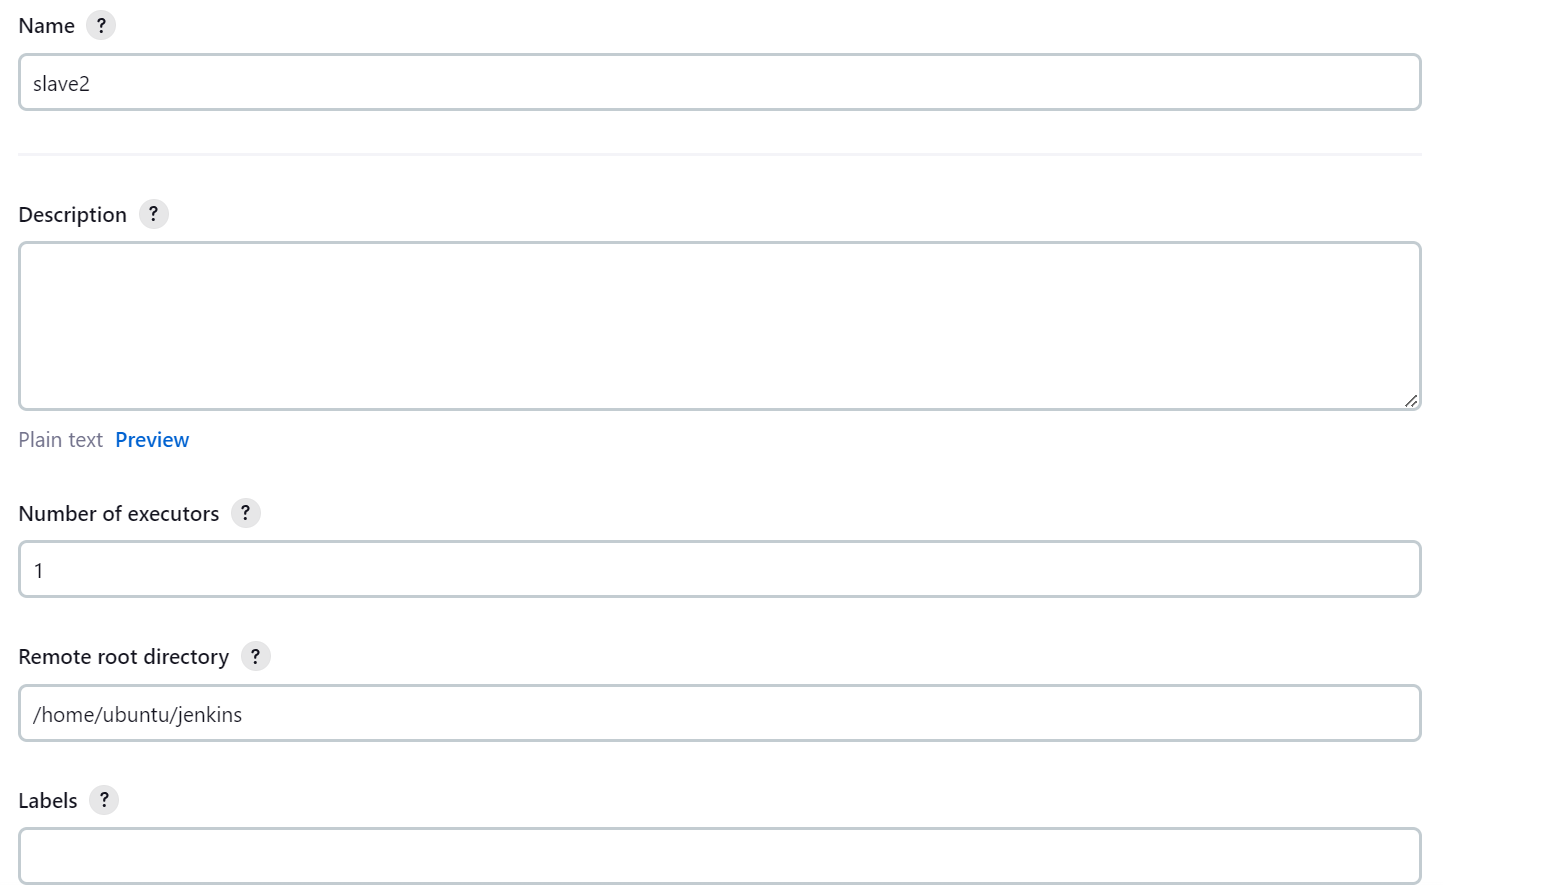 Name ?
slave2
Description ?
Plain text Preview
Number of executors ?
1
Remote root directory ?
/home/ubuntu/jenkins
Labels ?